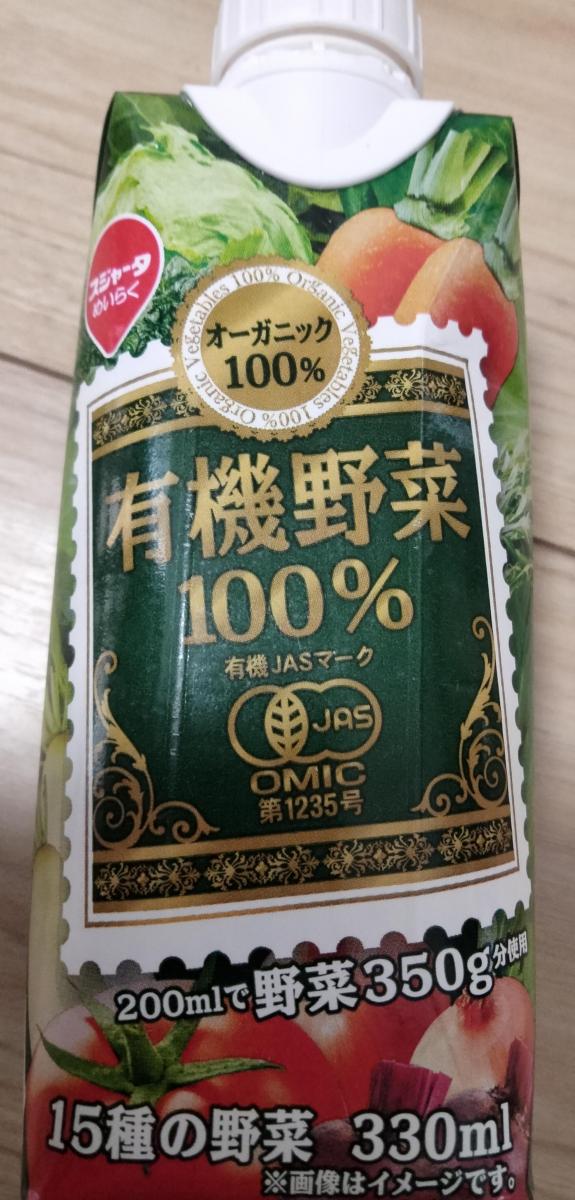 スジャータ
めいらく
Vegetables 100% Organic Vegetables 100% Organic
オーガニック
100%
有機野菜
100%
有機JASマーク
JAS
OMIC
第1235号
200mlで野菜350g分使用
15種の野菜 330ml
※画像はイメージです。